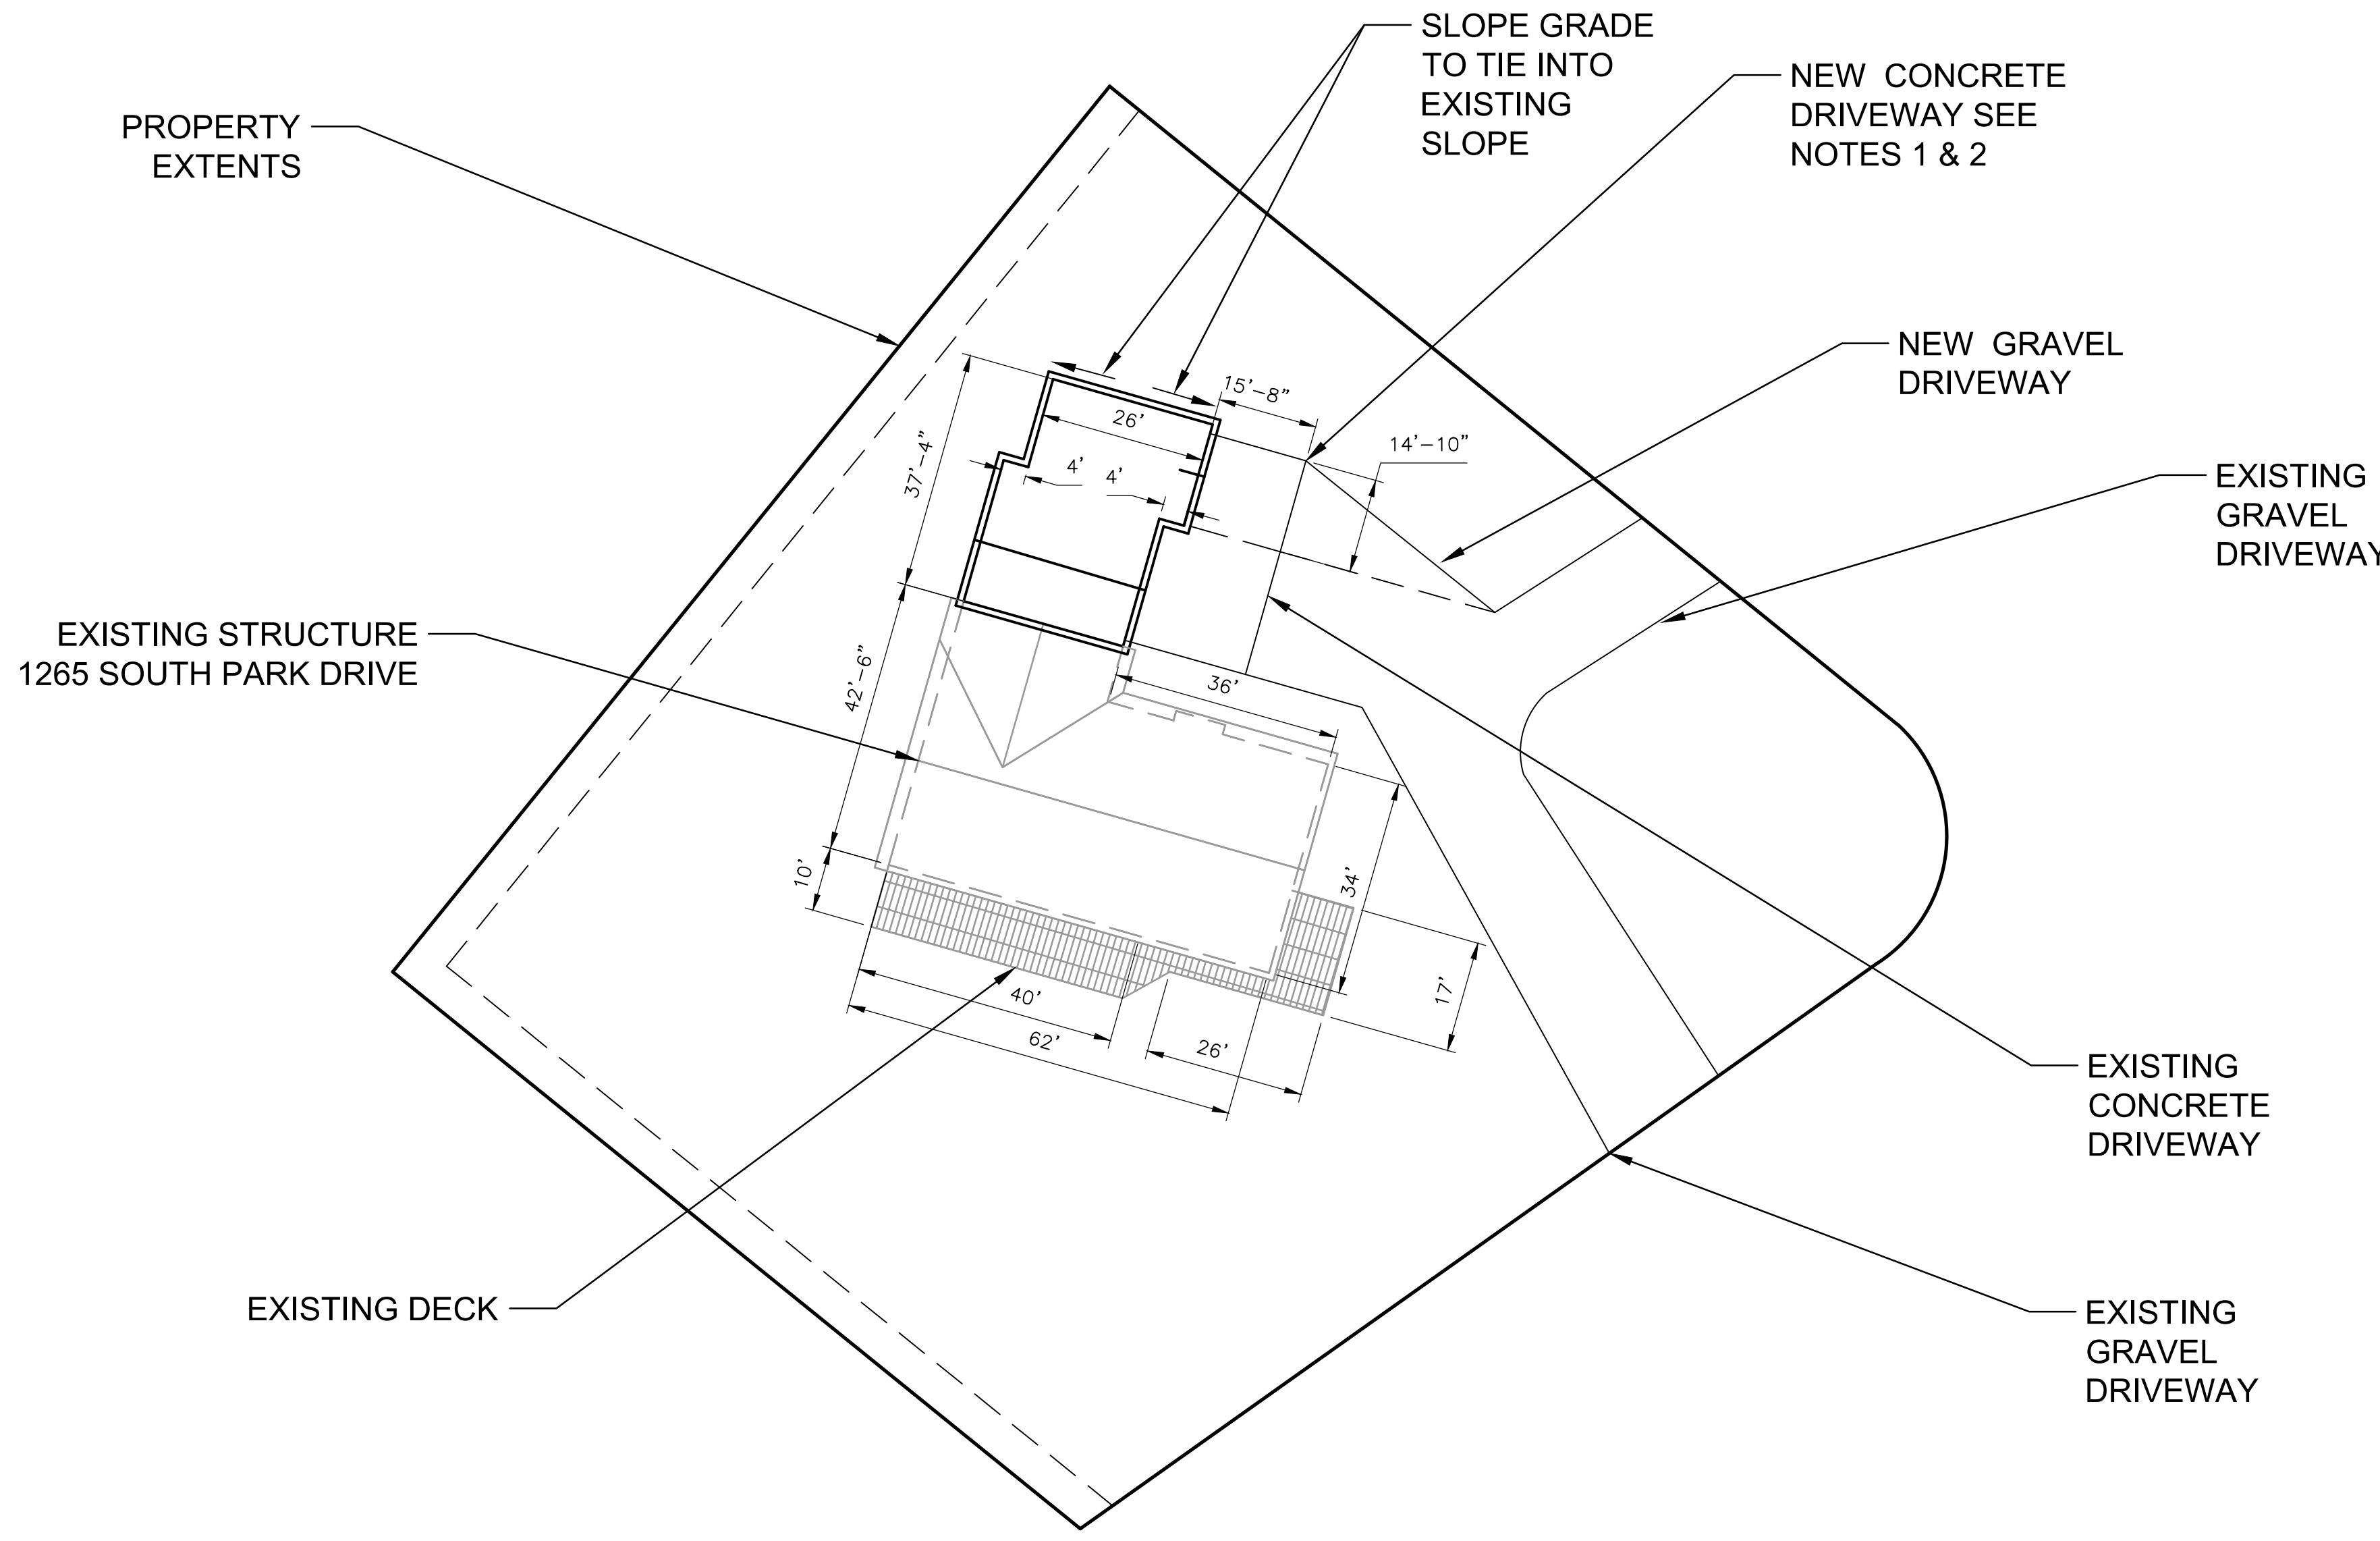 SLOPE GRADE
TO TIE INTO
EXISTING
SLOPE
NEW  CONCRETE
DRIVEWAY SEE
NOTES 1 & 2
PROPERTY
EXTENTS
NEW  GRAVEL
DRIVEWAY
15'-8"
26'
14'-10"
37'-4"
4'
4'
EXISTING
GRAVEL
DRIVEWAY
EXISTING STRUCTURE
1265 SOUTH PARK DRIVE
42'-6"
36'
10'
34'
17'
40'
62'
26'
EXISTING
CONCRETE
DRIVEWAY
EXISTING DECK
EXISTING
GRAVEL
DRIVEWAY